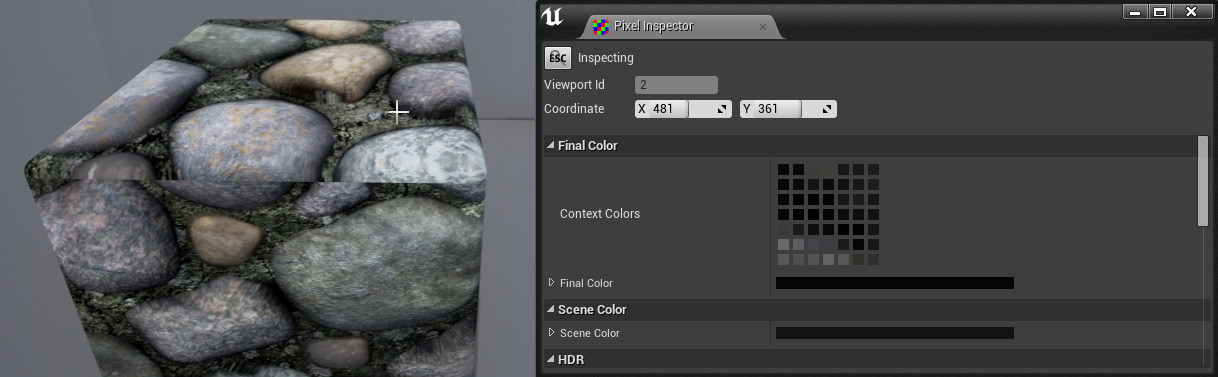 Pixel Inspector
ESC Inspecting
Viewport Id 2
Coordinate X 481 Y 361
Final Color
Context Colors
Final Color
Scene Color
Scene Color
HDR